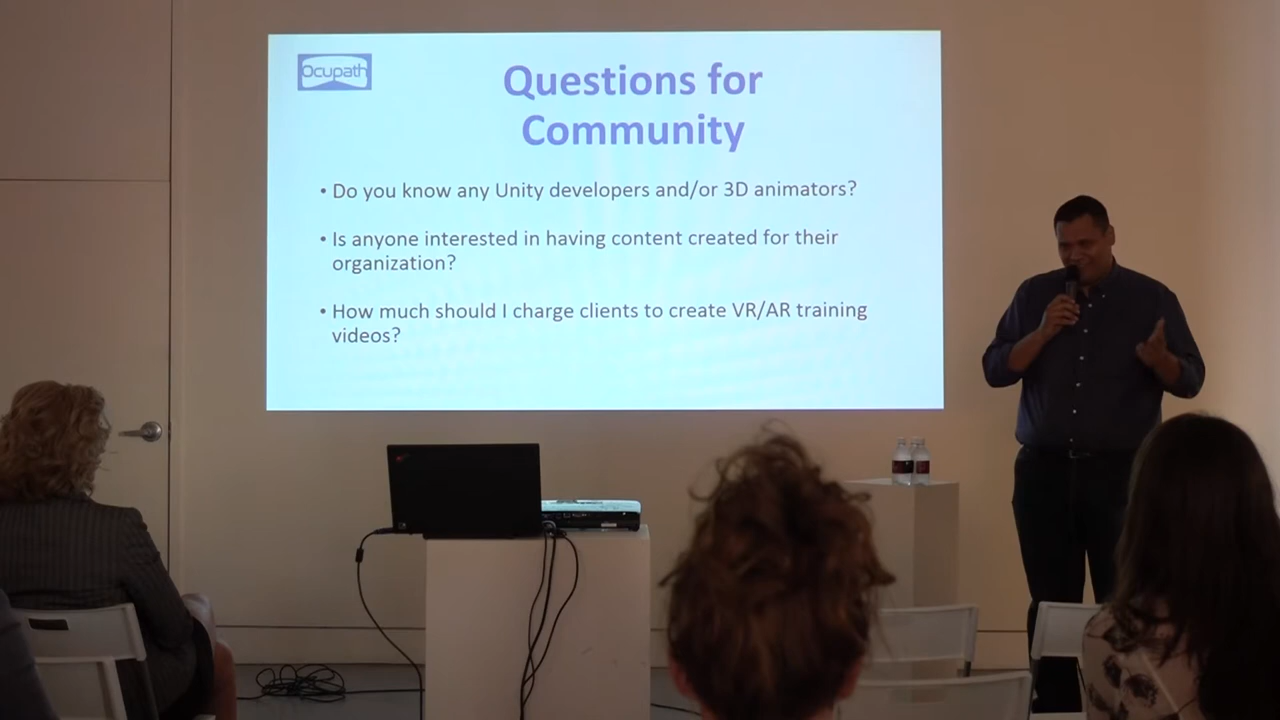 Ocupath
Questions for
Community
• Do you know any Unity developers and/or 3D animators?
• Is anyone interested in having content created for their
organization?
• How much should I charge clients to create VR/AR training
videos?